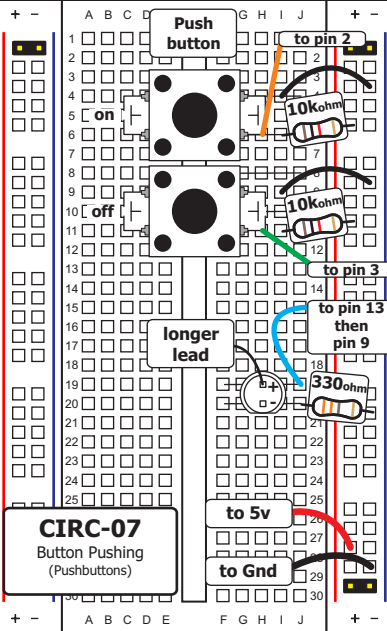 + - A B C D E F G H I J + -
Push
button
to pin 2
1
2
3
4
on
5
6
10kohm
7
8
9
off
10
11
10kohm
12
to pin 3
13
14
15
16
17
to pin 13
then
pin 9
longer
lead
18
19
20
+
-
330ohm
21
22
23
24
25
CIRC-07
Button Pushing
(Pushbuttons)
to 5v
to Gnd
26
27
28
29
30
+ - A B C D E F G H I J + -